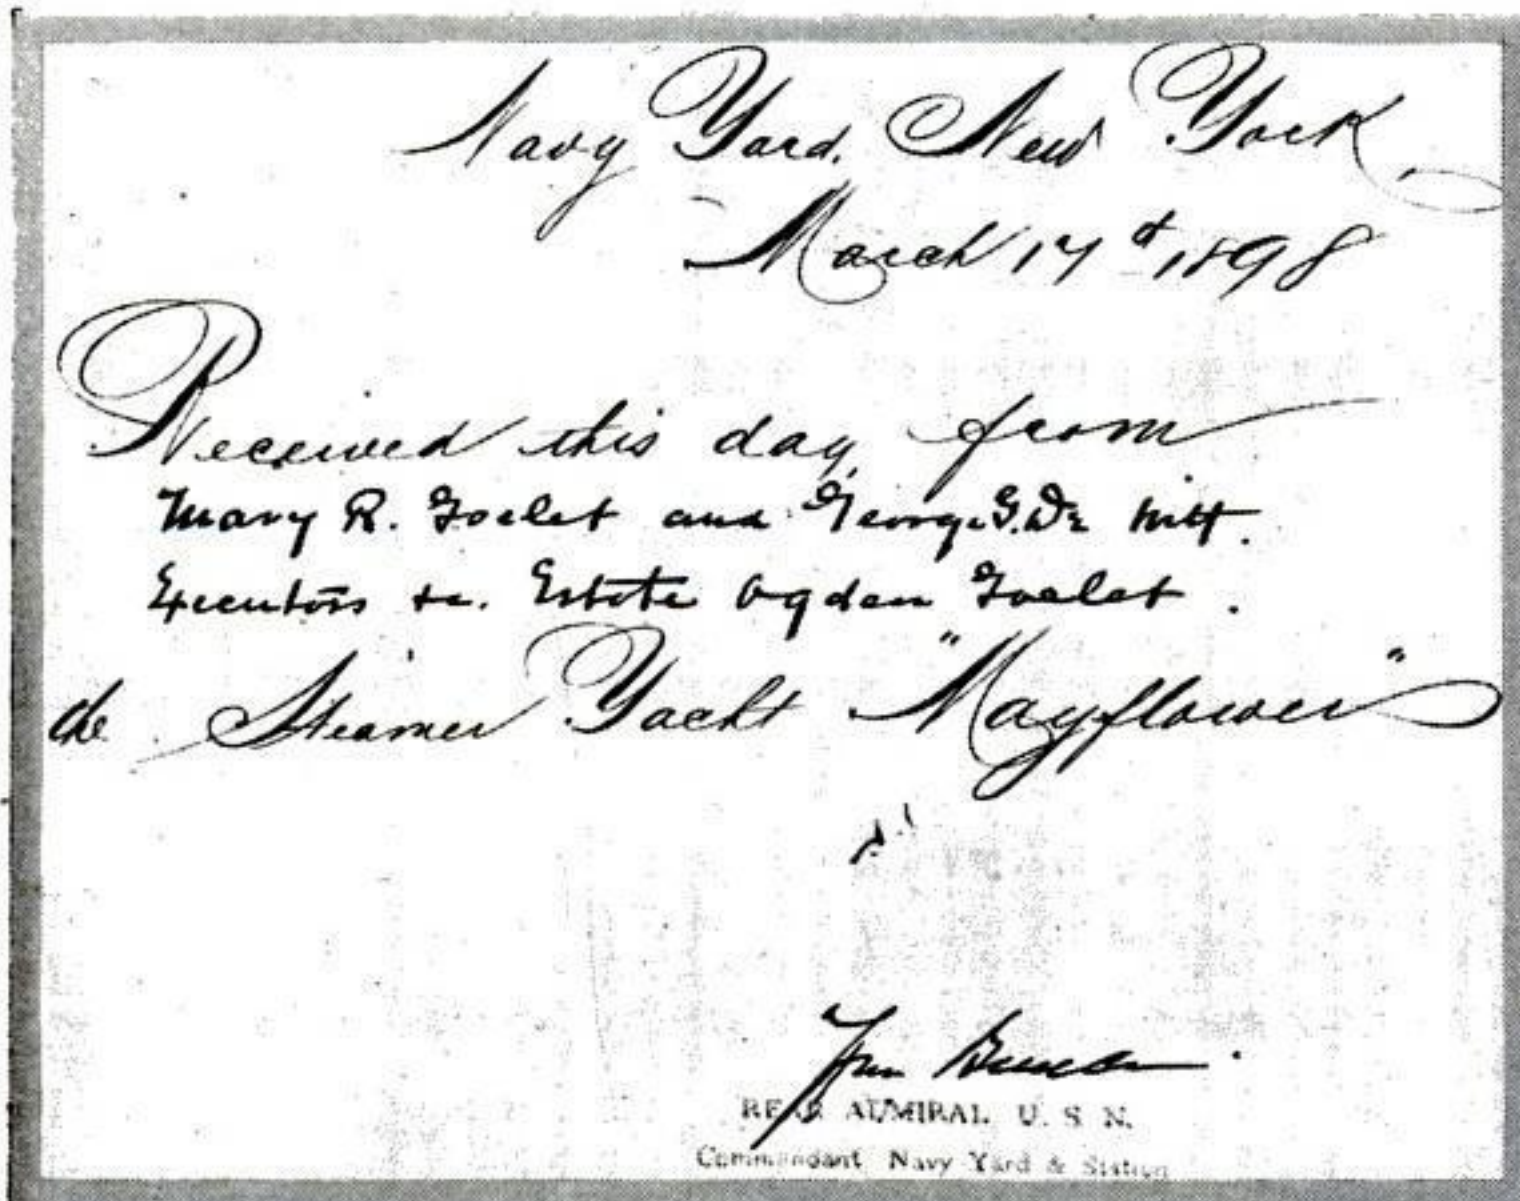 Navy Yard, New York,
March 17th 1898
Received this day from
Mary R. Goelet and George G. De Witt.
Executors &c. Estate Ogden Goelet.
the Steamer Yacht "Mayflower"
Bunce.
REAR ADMIRAL U. S. N.
Commandant Navy Yard & Station